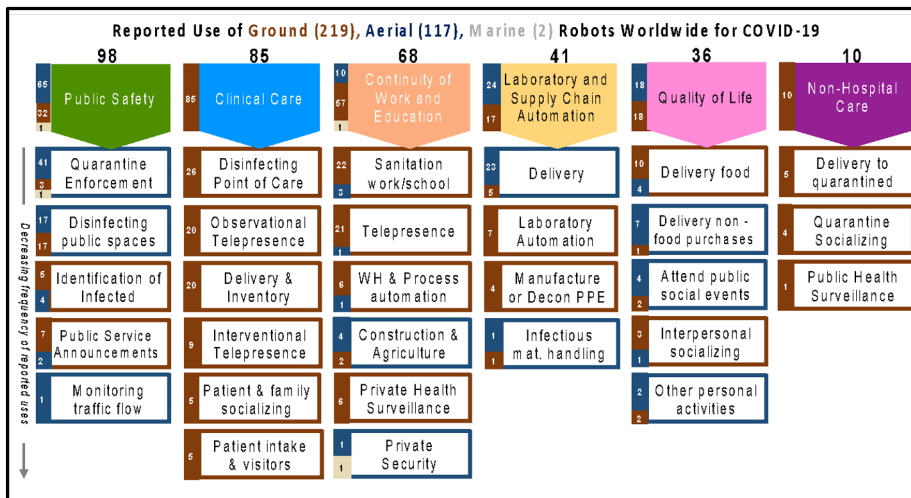 Reported Use of Ground (219), Aerial (117), Marine (2) Robots Worldwide for COVID-19
98
85
68
41
36
10
65
32
1
Public Safety
85
Clinical Care
10
57
1
Continuity
of Work and
Education
24
17
Laboratory and
Supply Chain
Automation
18
18
Quality of Life
10
Non-Hospital
Care
Decreasing frequency of reported uses
41
3
1
Quarantine
Enforcement
17
17
Disinfecting
public spaces
5
4
Identification of
Infected
7
2
Public Service
Announcements
1
Monitoring
traffic flow
26
Disinfecting
Point of Care
20
Observational
Telepresence
20
Delivery &
Inventory
9
Interventional
Telepresence
5
Patient & family
socializing
5
Patient intake
& visitors
22
3
Sanitation
work/school
21
1
Telepresence
6
1
WH & Process
automation
4
2
Construction &
Agriculture
6
Private Health
Surveillance
1
1
Private
Security
23
5
Delivery
7
Laboratory
Automation
4
Manufacture
or Decon PPE
1
1
Infectious
mat. handling
10
4
Delivery food
7
1
Delivery non -
food purchases
4
2
Attend public
social events
3
1
Interpersonal
socializing
2
2
Other personal
activities
5
Delivery to
quarantined
4
Quarantine
Socializing
1
Public Health
Surveillance